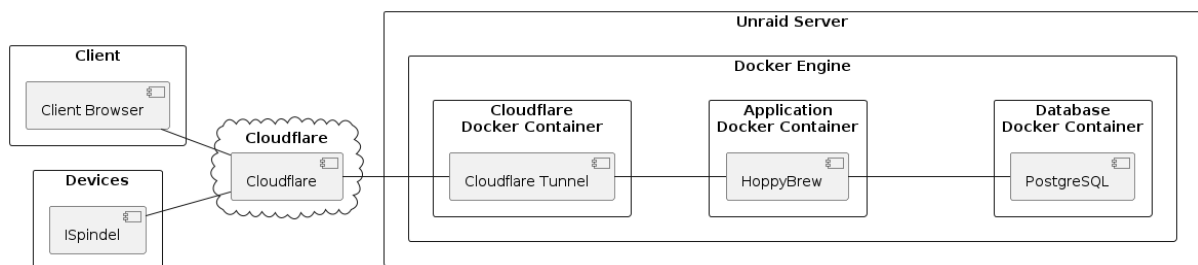 Unraid Server
Docker Engine
Client
Client Browser
Devices
ISpindel
Cloudflare
Cloudflare
Cloudflare
Docker Container
Cloudflare Tunnel
Application
Docker Container
HoppyBrew
Database
Docker Container
PostgreSQL